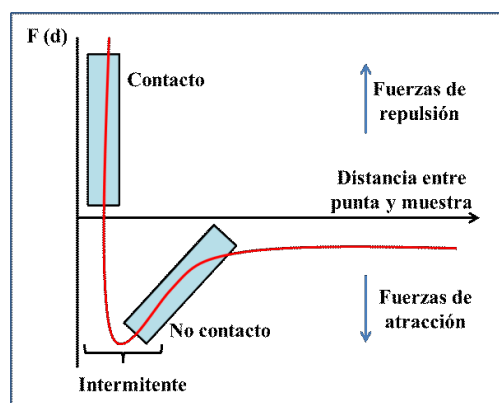 F (d)
Contacto
Fuerzas de
repulsión
Distancia entre
punta y muestra
No contacto
Fuerzas de
atracción
Intermitente